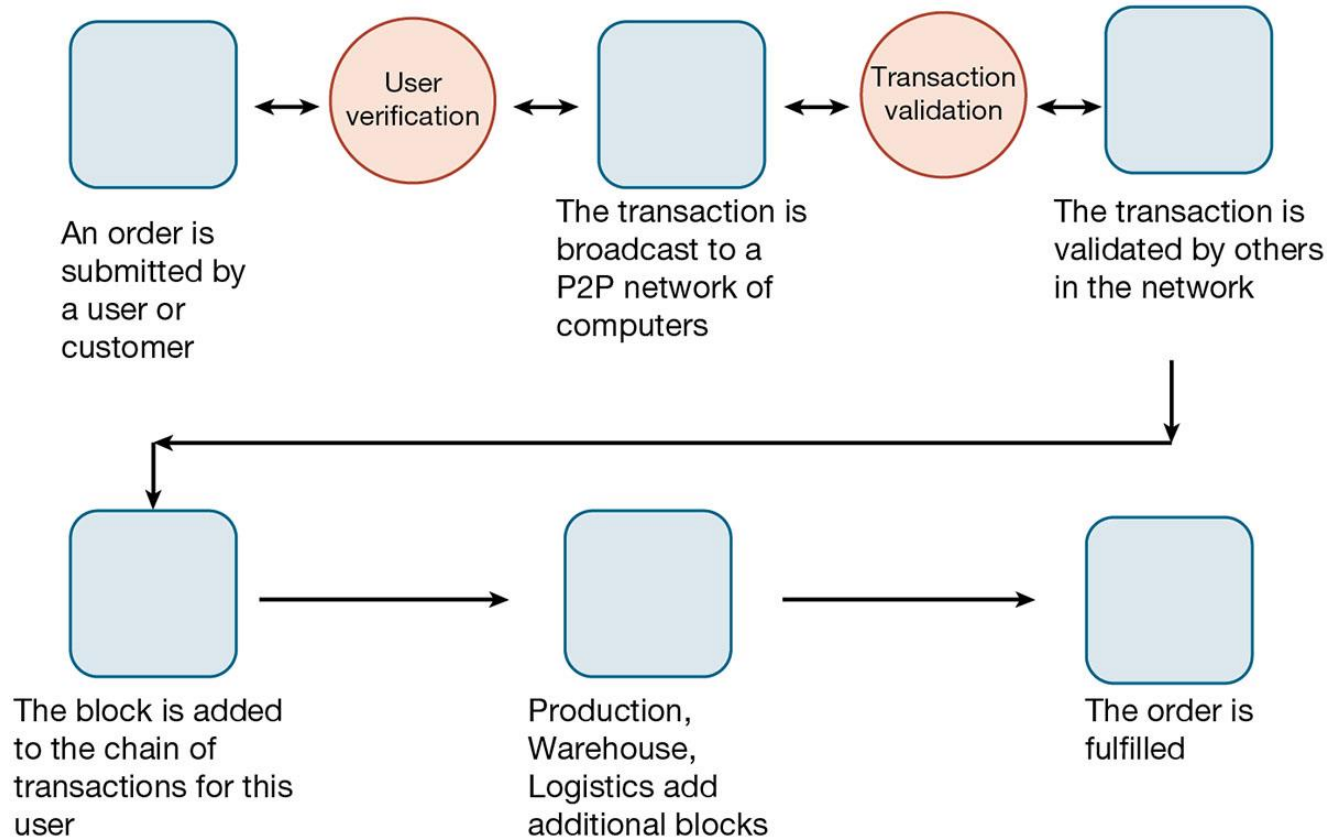 User
verification
Transaction
validation
An order is
submitted by
a user or
customer
The transaction is
broadcast to a
P2P network of
computers
The transaction is
validated by others
in the network
The block is added
to the chain of
transactions for this
user
Production,
Warehouse,
Logistics add
additional blocks
The order is
fulfilled